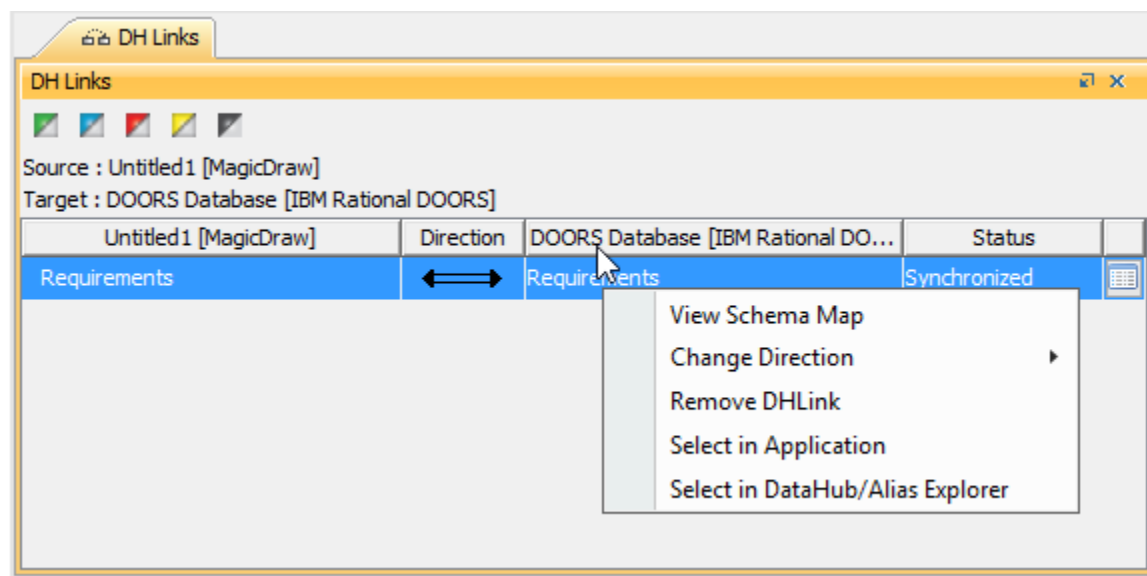 DH Links
DH Links
Source : Untitled1 [MagicDraw]
Target : DOORS Database [IBM Rational DOORS]
Untitled1 [MagicDraw] Direction DOORS Database [IBM Rational DO... Status
Requirements Requirements Synchronized
View Schema Map
Change Direction
Remove DHLink
Select in Application
Select in DataHub/Alias Explorer